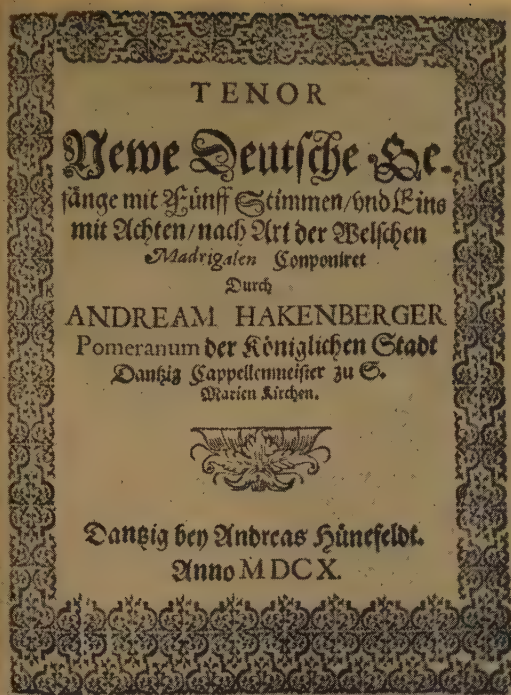 TENOR
Newe Deutsche Ge-
sänge mit Fünff Stimmen/vnd Eins
mit Achten/nach Art der Welschen
Madrigalen Conponiret
Durch
ANDREAM HAKENBERGER
Pomeranum der Königlichen Stadt
Dantzig Cappellenmeister zu S.
Marien Kirchen.
Dantzig bey Andreas Hünefeldt.
Anno MDCX.